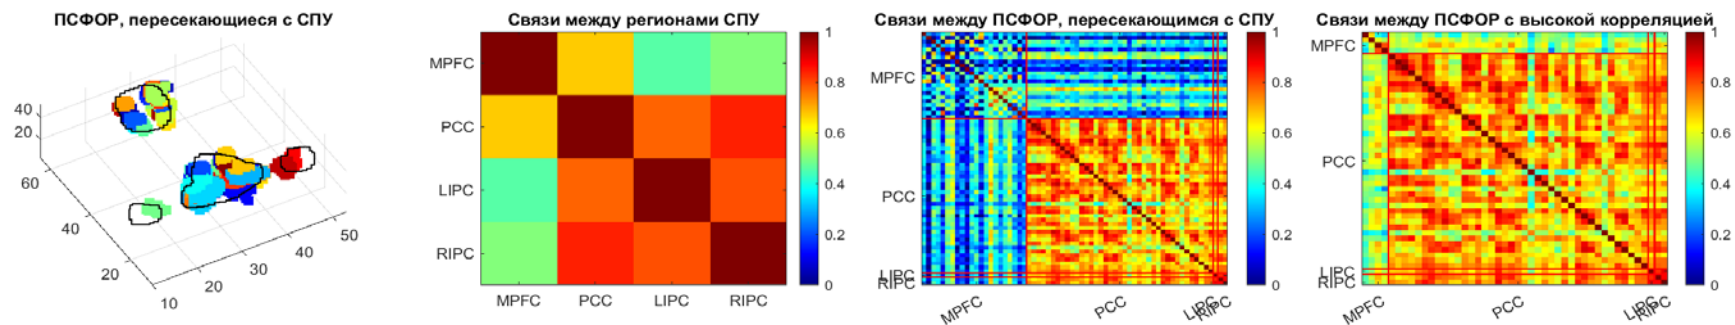 ПСФОР, пересекающиеся с СПУ
40
20
60
40
20
10
20
30
40
50
Связи между регионами СПУ
MPFC
PCC
LIPC
RIPC
MPFC
PCC
LIPC
RIPC
1
0.8
0.6
0.4
0.2
0
Связи между ПСФОР, пересекающимся с СПУ
MPFC
PCC
LIPC
RIPC
MPFC
PCC
LIPC
RIPC
1
0.8
0.6
0.4
0.2
0
Связи между ПСФОР с высокой корреляцией
MPFC
PCC
LIPC
RIPC
MPFC
PCC
LIPC
RIPC
1
0.8
0.6
0.4
0.2
0